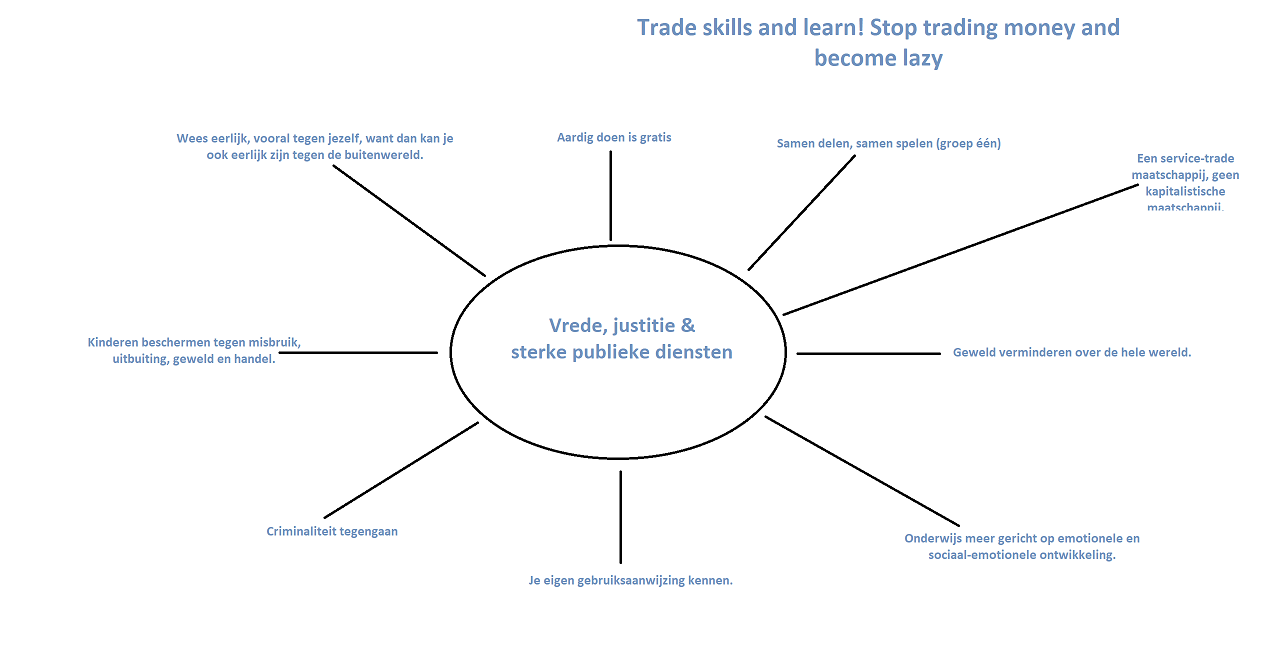 Trade skills and learn! Stop trading money and
become lazy
Wees eerlijk, vooral tegen jezelf, want dan kan je
ook eerlijk zijn tegen de buitenwereld.
Aardig doen is gratis
Samen delen, samen spelen (groep één)
Een service-trade
maatschappij, geen
kapitalistische
maatschappij.
Vrede, justitie &
sterke publieke diensten
Kinderen beschermen tegen misbruik,
uitbuiting, geweld en handel.
Geweld verminderen over de hele wereld.
Criminaliteit tegengaan
Onderwijs meer gericht op emotionele en
sociaal-emotionele ontwikkeling.
Je eigen gebruiksaanwijzing kennen.